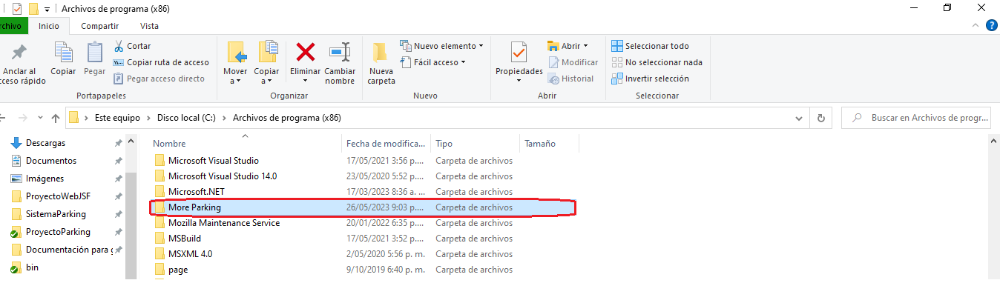 Archivos de programa (x86)
rchivo Inicio Compartir Vista
Anclar al
cceso rápido
Copiar
Pegar
Cortar
Copiar ruta de acceso
Pegar acceso directo
Portapapeles
Mover
a
Copiar
a
Eliminar
Cambiar
nombre
Organizar
Nueva
carpeta
Nuevo elemento
Fácil acceso
Nuevo
Propiedades
Abrir
Modificar
Historial
Abrir
Seleccionar todo
No seleccionar nada
Invertir selección
Seleccionar
Este equipo > Disco local (C:) > Archivos de programa (x86)
Buscar en Archivos de progr...
Descargas
Documentos
Imágenes
ProyectoWebJSF
SistemaParking
ProyectoParking
Documentación para g
bin
Nombre Fecha de modifica... Tipo Tamaño
Microsoft Visual Studio 17/05/2021 3:56 p.... Carpeta de archivos
Microsoft Visual Studio 14.0 23/05/2020 5:52 p.... Carpeta de archivos
Microsoft.NET 17/03/2023 8:36 a. ... Carpeta de archivos
More Parking 26/05/2023 9:03 p.... Carpeta de archivos
Mozilla Maintenance Service 20/01/2022 6:35 p.... Carpeta de archivos
MSBuild 17/05/2021 3:52 p.... Carpeta de archivos
MSXML 4.0 2/05/2020 5:56 p. m. Carpeta de archivos
page 9/10/2019 6:40 p. m. Carpeta de archivos